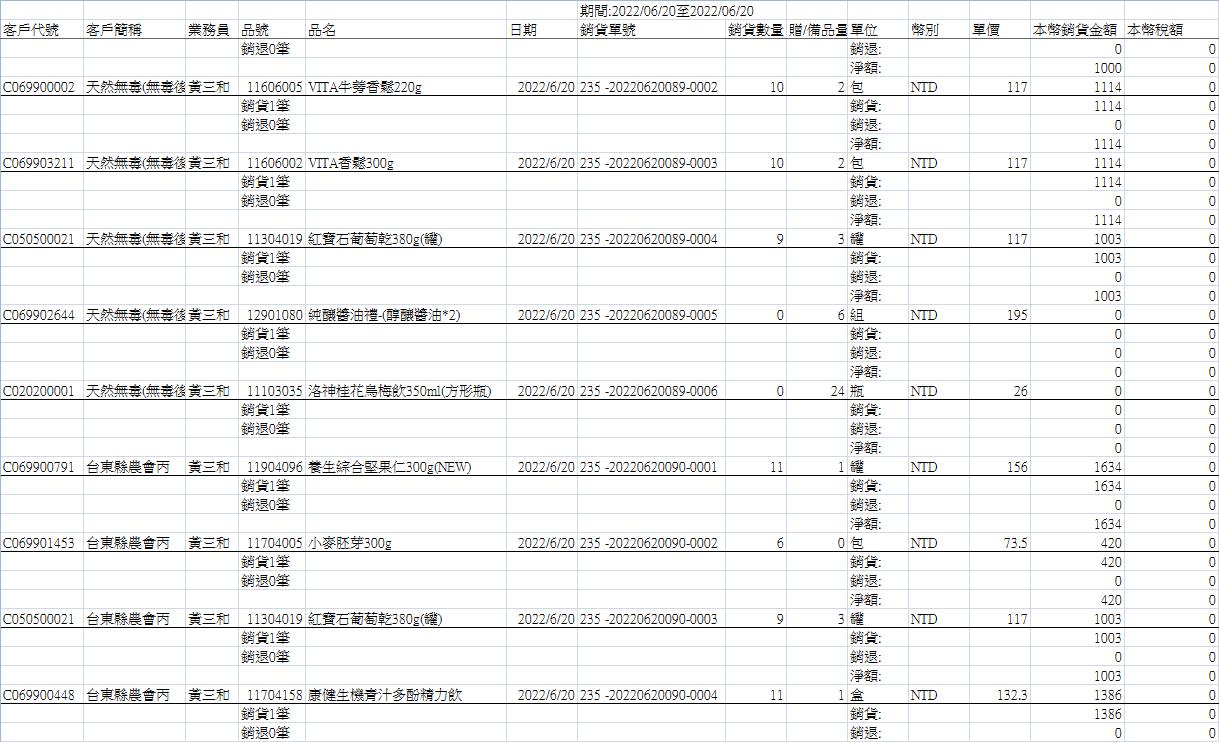 期間:2022/06/20至2022/06/20
客戶代號 客戶簡稱 業務員 品號 品名 日期 銷貨單號 銷貨數量 贈/備品量 單位 幣別 單價 本幣銷貨金額 本幣稅額
銷退0筆 銷退: 0 0
淨額: 1000 0
C069900002 天然無毒(無毒後 黃三和 11606005 VITA牛蒡香鬆220g 2022/6/20 235 -20220620089-0002 10 2 包 NTD 117 1114 0
銷貨1筆 銷貨: 1114 0
銷退0筆 銷退: 0 0
淨額: 1114 0
C069903211 天然無毒(無毒後 黃三和 11606002 VITA香鬆300g 2022/6/20 235 -20220620089-0003 10 2 包 NTD 117 1114 0
銷貨1筆 銷貨: 1114 0
銷退0筆 銷退: 0 0
淨額: 1114 0
C050500021 天然無毒(無毒後 黃三和 11304019 紅寶石葡萄乾380g(罐) 2022/6/20 235 -20220620089-0004 9 3 罐 NTD 117 1003 0
銷貨1筆 銷貨: 1003 0
銷退0筆 銷退: 0 0
淨額: 1003 0
C069902644 天然無毒(無毒後 黃三和 12901080 純釀醬油禮-(醇釀醬油*2) 2022/6/20 235 -20220620089-0005 0 6 組 NTD 195 0 0
銷貨1筆 銷貨: 0 0
銷退0筆 銷退: 0 0
淨額: 0 0
C020200001 天然無毒(無毒後 黃三和 11103035 洛神桂花烏梅飲350ml(方形瓶) 2022/6/20 235 -20220620089-0006 0 24 瓶 NTD 26 0 0
銷貨1筆 銷貨: 0 0
銷退0筆 銷退: 0 0
淨額: 0 0
C069900791 台東縣農會丙 黃三和 11904096 養生綜合堅果仁300g(NEW) 2022/6/20 235 -20220620090-0001 11 1 罐 NTD 156 1634 0
銷貨1筆 銷貨: 1634 0
銷退0筆 銷退: 0 0
淨額: 1634 0
C069901453 台東縣農會丙 黃三和 11704005 小麥胚芽300g 2022/6/20 235 -20220620090-0002 6 0 包 NTD 73.5 420 0
銷貨1筆 銷貨: 420 0
銷退0筆 銷退: 0 0
淨額: 420 0
C050500021 台東縣農會丙 黃三和 11304019 紅寶石葡萄乾380g(罐) 2022/6/20 235 -20220620090-0003 9 3 罐 NTD 117 1003 0
銷貨1筆 銷貨: 1003 0
銷退0筆 銷退: 0 0
淨額: 1003 0
C069900448 台東縣農會丙 黃三和 11704158 康健生機青汁多酚精力飲 2022/6/20 235 -20220620090-0004 11 1 盒 NTD 132.3 1386 0
銷貨1筆 銷貨: 1386 0
銷退0筆 銷退: 0 0